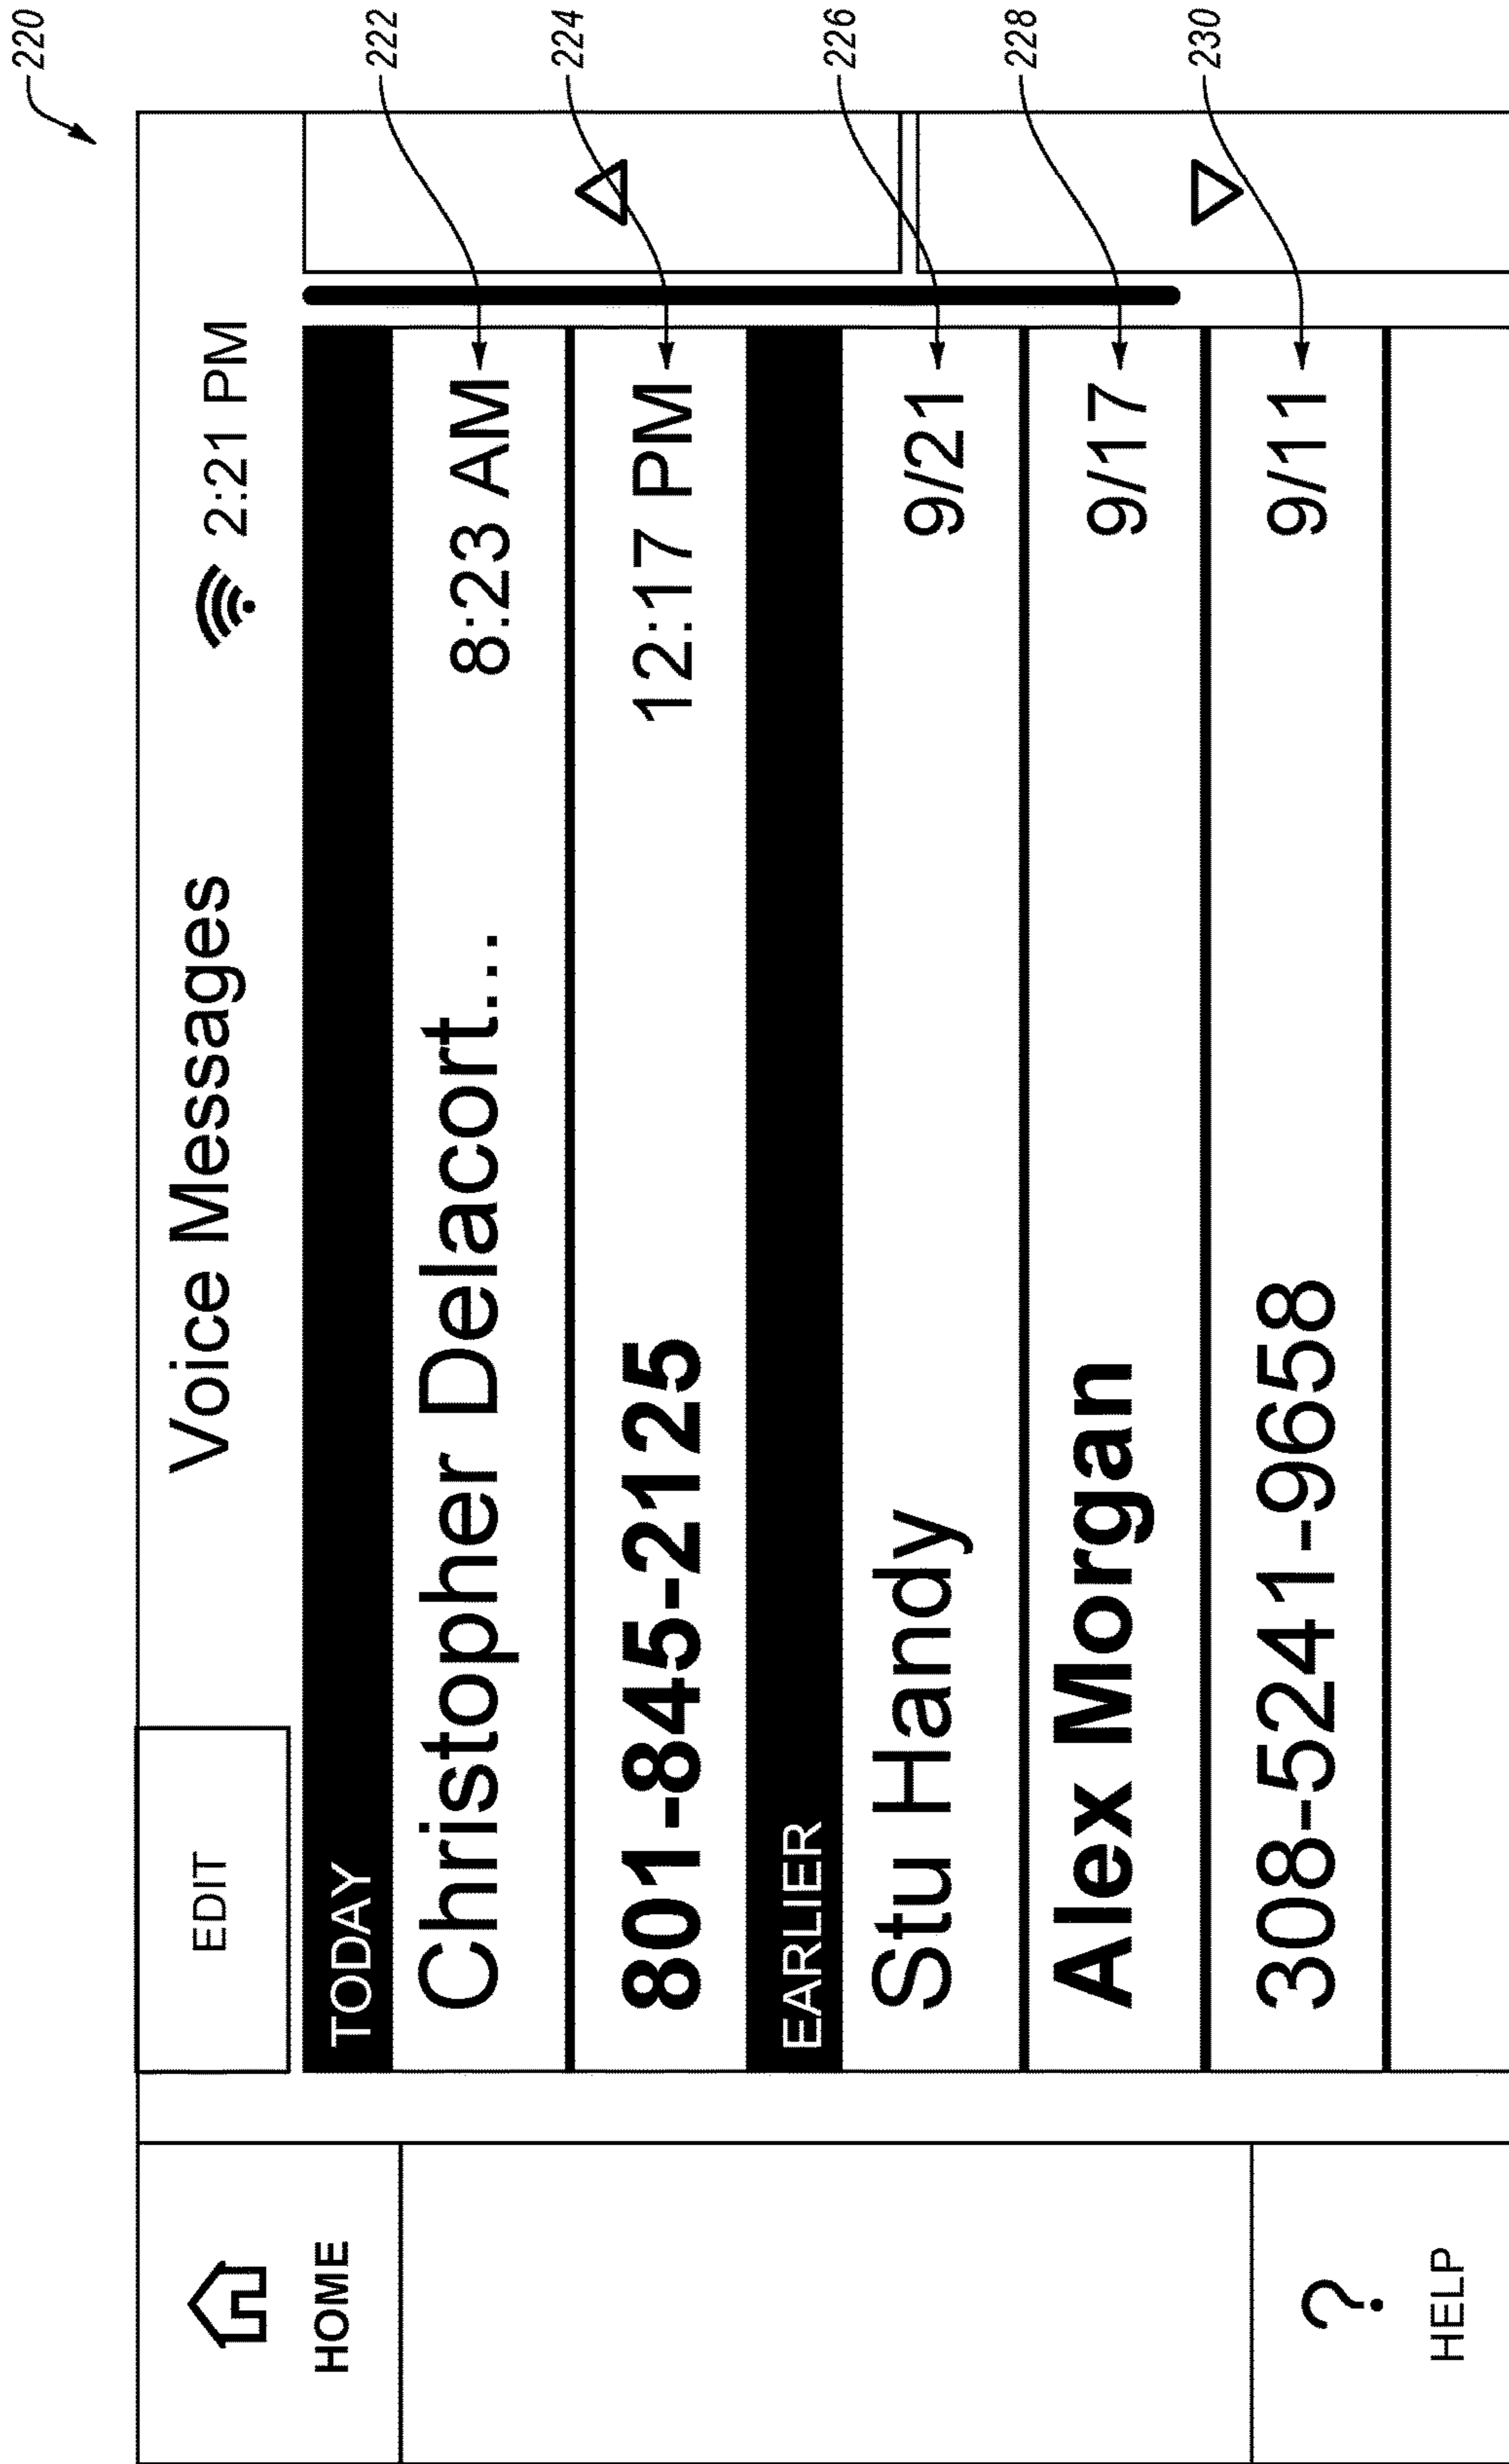 220
Voice Messages 2:21 PM
EDIT
HOME
TODAY
Christopher Delacort... 8:23 AM 222
801-845-2125 12:17 PM 224
EARLIER
Stu Handy 9/21 226
Alex Morgan 9/17 228
308-5241-9658 9/11 230
?
HELP